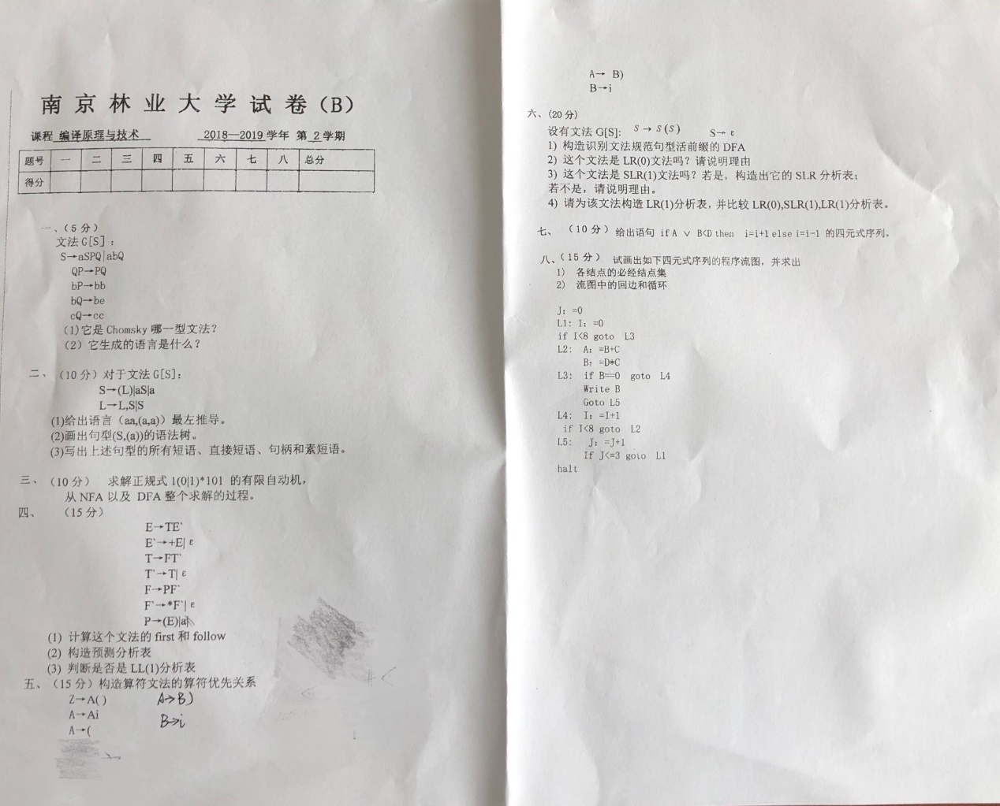 南京林业大学试卷（B）
课程 编译原理与技术 2018—2019 学年 第 2 学期
题号 一 二 三 四 五 六 七 八 总分
得分
一、（5 分）
文法 G[S]：
S→aSPQ|abQ
QP→PQ
bP→bb
bQ→be
cQ→cc
（1）它是 Chomsky 哪一型文法？
（2）它生成的语言是什么？
二、（10 分）对于文法 G[S]：
S→(L)|aS|a
L→L,S|S
(1)给出语言（aa,(a,a)）最左推导。
(2)画出句型(S,(a))的语法树。
(3)写出上述句型的所有短语、直接短语、句柄和素短语。
三、（10 分） 求解正规式 1(0|1)*101 的有限自动机，
从 NFA 以及 DFA 整个求解的过程。
四、 （15 分）
E→TE`
E`→+E| ε
T→FT`
T`→T| ε
F→PF`
F`→*F`| ε
P→(E)|a|
(1) 计算这个文法的 first 和 follow
(2) 构造预测分析表
(3) 判断是否是 LL(1)分析表
五、（15 分）构造算符文法的算符优先关系
Z→A( ) A→B)
A→Ai B→i
A→(
A→ B)
B→i
六、(20 分)
设有文法 G[S]: S→S(S) S→ε
1) 构造识别文法规范句型活前缀的 DFA
2) 这个文法是 LR(0)文法吗？请说明理由
3) 这个文法是 SLR(1)文法吗？若是，构造出它的 SLR 分析表；
若不是，请说明理由。
4) 请为该文法构造 LR(1)分析表，并比较 LR(0),SLR(1),LR(1)分析表。
七、（10 分）给出语句 if A ∨ B<D then i=i+1 else i=i-1 的四元式序列。
八、（15 分） 试画出如下四元式序列的程序流图，并求出
1) 各结点的必经结点集
2) 流图中的回边和循环
J：=0
L1: I：=0
if I<8 goto L3
L2: A：=B+C
B：=D*C
L3: if B==0 goto L4
Write B
Goto L5
L4: I：=I+1
if I<8 goto L2
L5: J：=J+1
If J<=3 goto L1
halt